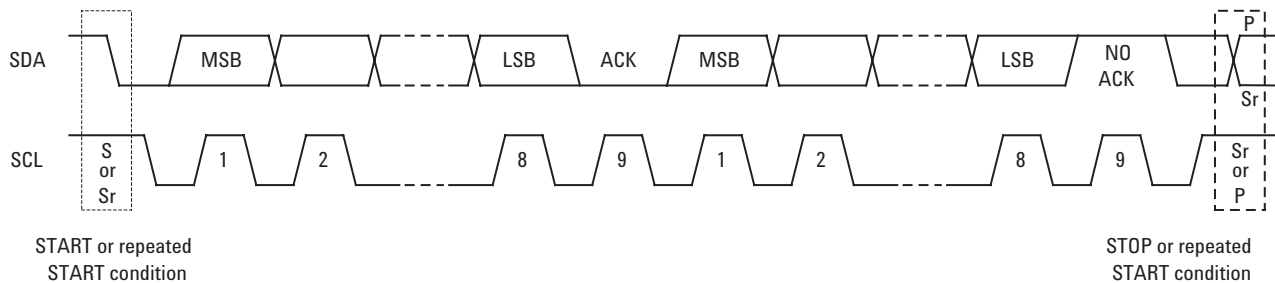 P
SDA MSB LSB ACK MSB LSB NO
ACK
Sr
SCL S
or
Sr 1 2 8 9 1 2 8 9 Sr
or
P
START or repeated
START condition
STOP or repeated
START condition